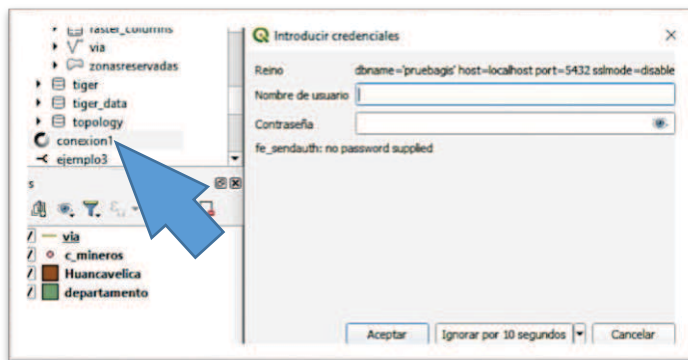 raster_columns
via
zonasreservadas
tiger
tiger_data
topology
conexion1
ejemplo3
s
via
c_mineros
Huancavelica
departamento
Introducir credenciales
Reino dbname='pruebagis' host=localhost port=5432 sslmode=disable
Nombre de usuario
Contraseña
fe_sendauth: no password supplied
Aceptar Ignorar por 10 segundos Cancelar